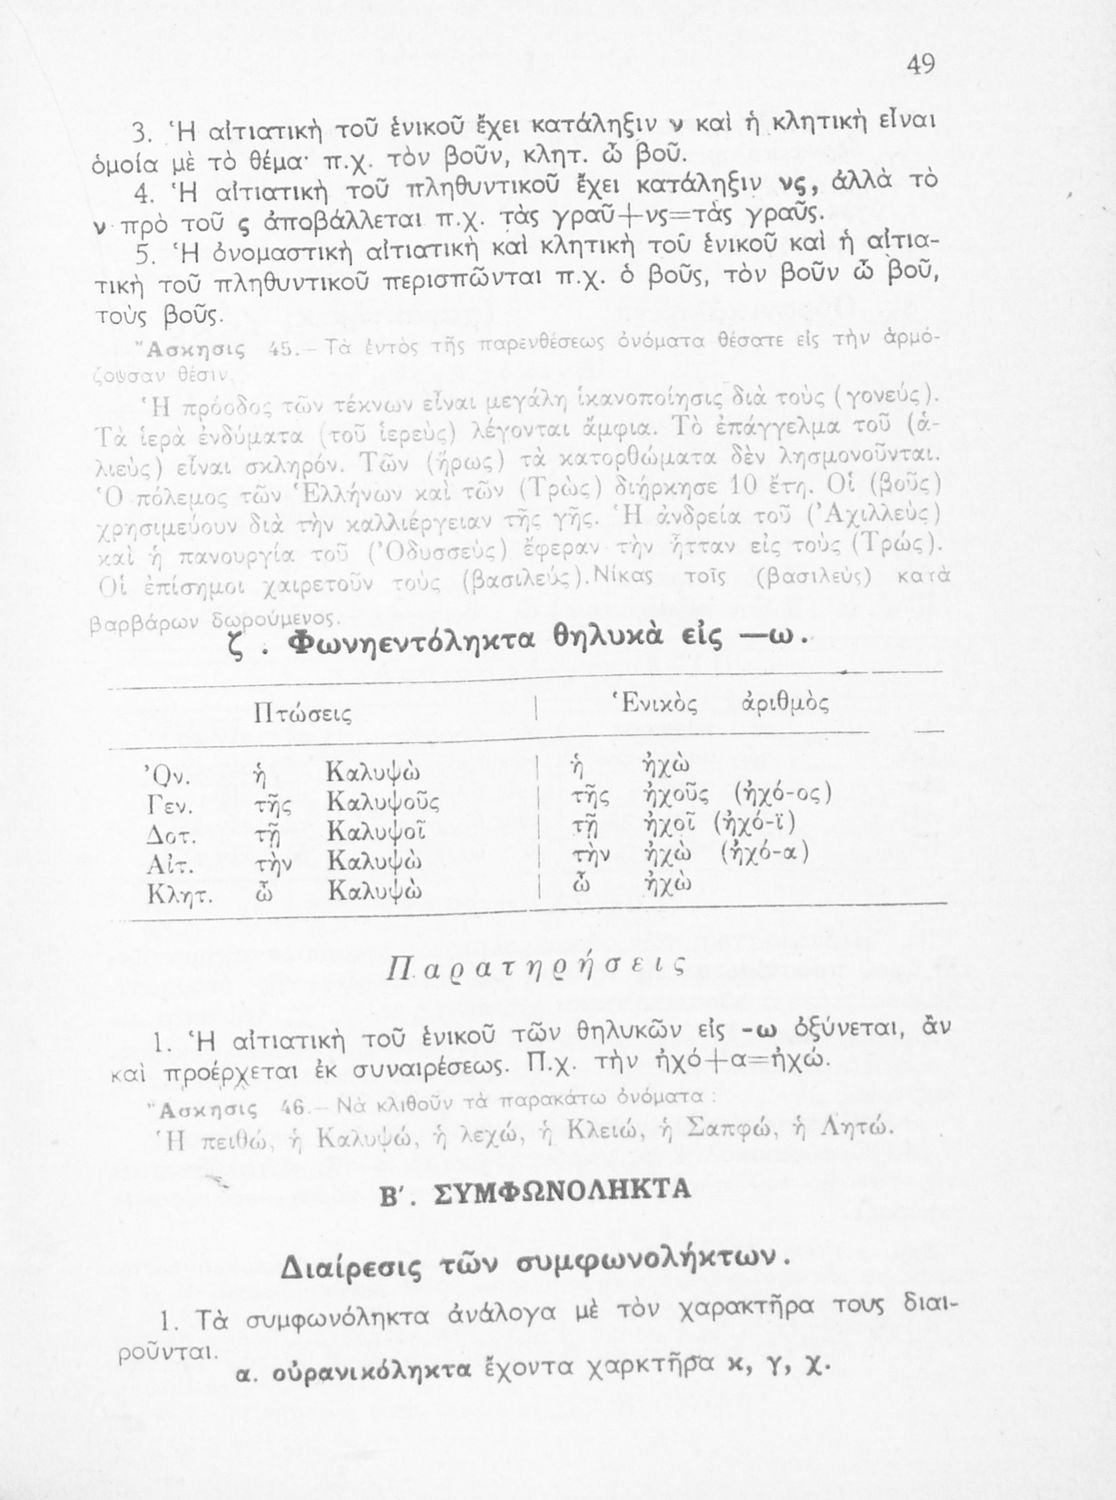 49
3. Ἡ αἰτιατικὴ τοῦ ἑνικοῦ ἔχει κατάληξιν ν καὶ ἡ κλητικὴ εἶναι
ὁμοία μὲ τὸ θέμα· π.χ. τὸν βοῦν, κλητ. ὦ βοῦ.
4. Ἡ αἰτιατικὴ τοῦ πληθυντικοῦ ἔχει κατάληξιν νς, ἀλλὰ τὸ
ν πρὸ τοῦ ς ἀποβάλλεται π.χ. τὰς γραῦ+νς=τὰς γραῦς.
5. Ἡ ὀνομαστικὴ αἰτιατικὴ καὶ κλητικὴ τοῦ ἑνικοῦ καὶ ἡ αἰτια-
τικὴ τοῦ πληθυντικοῦ περισπῶνται π.χ. ὁ βοῦς, τὸν βοῦν ὦ βοῦ,
τοὺς βοῦς.
Ἄσκησις 45.— Τὰ ἐντὸς τῆς παρενθέσεως ὀνόματα θέσατε εἰς τὴν ἁρμό-
ζουσαν θέσιν.
Ἡ πρόοδος τῶν τέκνων εἶναι μεγάλη ἱκανοποίησις διὰ τοὺς (γονεύς).
Τὰ ἱερὰ ἐνδύματα (τοῦ ἱερεὺς) λέγονται ἄμφια. Τὸ ἐπάγγελμα τοῦ (ἁ-
λιεὺς) εἶναι σκληρόν. Τῶν (ἥρως) τὰ κατορθώματα δὲν λησμονοῦνται.
Ὁ πόλεμος τῶν Ἑλλήνων καὶ τῶν (Τρὼς) διήρκησε 10 ἔτη. Οἱ (βοῦς)
χρησιμεύουν διὰ τὴν καλλιέργειαν τῆς γῆς. Ἡ ἀνδρεία τοῦ (Ἀχιλλεὺς)
καὶ ἡ πανουργία τοῦ (Ὀδυσσεὺς) ἔφεραν τὴν ἧτταν εἰς τοὺς (Τρώς).
Οἱ ἐπίσημοι χαιρετοῦν τοὺς (βασιλεύς). Νίκας τοῖς (βασιλεὺς) κατὰ
βαρβάρων δωρούμενος.
ζ. Φωνηεντόληκτα θηλυκὰ εἰς —ω.
Πτώσεις | Ἑνικὸς ἀριθμὸς
Ὀν. ἡ Καλυψὼ | ἡ ἠχὼ
Γεν. τῆς Καλυψοῦς | τῆς ἠχοῦς (ἠχό-ος)
Δοτ. τῇ Καλυψοῖ | τῇ ἠχοῖ (ἠχό-ϊ)
Αἰτ. τὴν Καλυψὼ | τὴν ἠχὼ (ἠχό-α)
Κλητ. ὦ Καλυψὼ | ὦ ἠχὼ
Παρατηρήσεις
1. Ἡ αἰτιατικὴ τοῦ ἑνικοῦ τῶν θηλυκῶν εἰς -ω ὀξύνεται, ἂν
καὶ προέρχεται ἐκ συναιρέσεως. Π.χ. τὴν ἠχό+α=ἠχώ.
Ἄσκησις 46.— Νὰ κλιθοῦν τὰ παρακάτω ὀνόματα :
Ἡ πειθώ, ἡ Καλυψώ, ἡ λεχώ, ἡ Κλειώ, ἡ Σαπφώ, ἡ Λητώ.
Β΄. ΣΥΜΦΩΝΟΛΗΚΤΑ
Διαίρεσις τῶν συμφωνολήκτων.
1. Τὰ συμφωνόληκτα ἀνάλογα μὲ τὸν χαρακτῆρα τους διαι-
ροῦνται.
α. οὐρανικόληκτα ἔχοντα χαρκτῆρα κ, γ, χ.